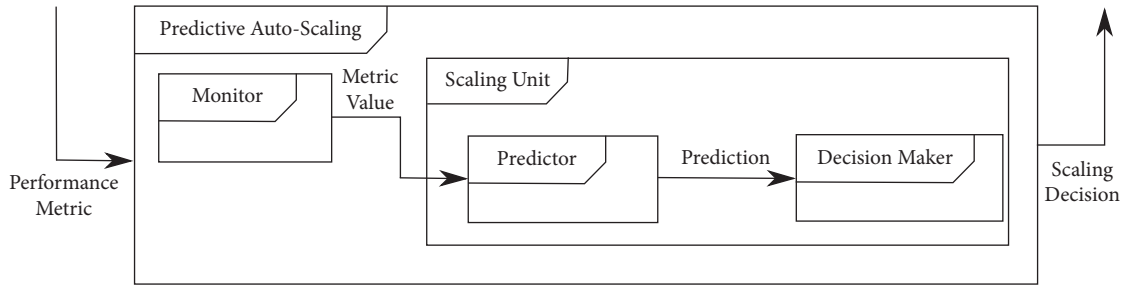 Predictive Auto-Scaling
Monitor
Metric
Value
Scaling Unit
Predictor
Prediction
Decision Maker
Performance
Metric
Scaling
Decision